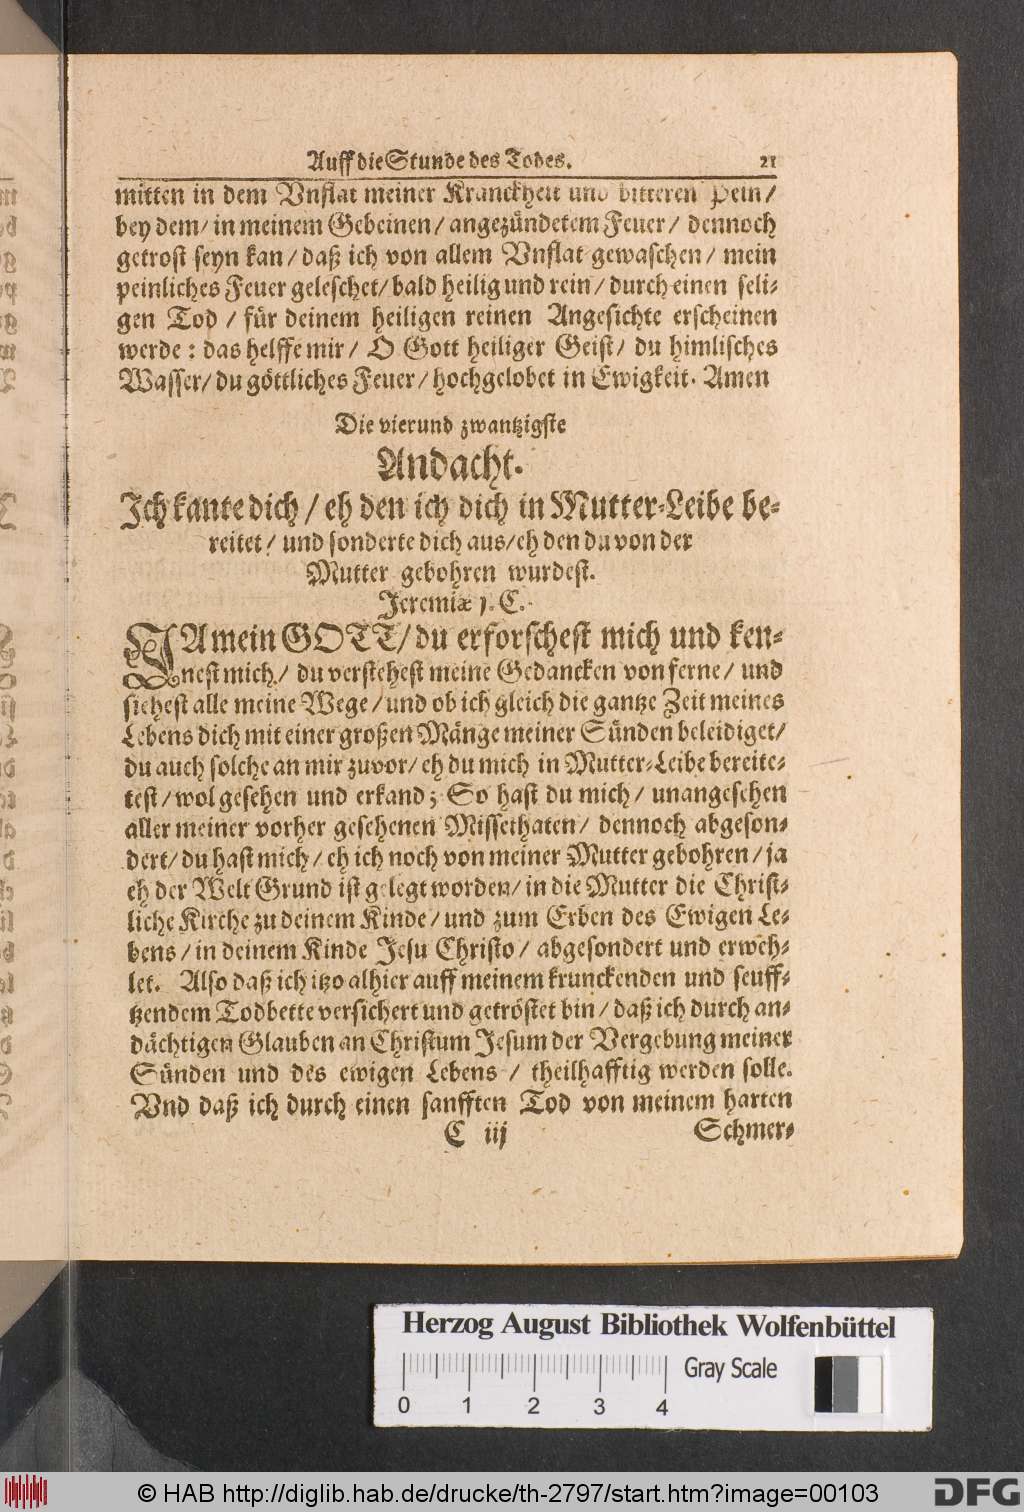 Auff die Stunde des Todes. 21
mitten in dem Vnflat meiner Kranckheit und bitteren Pein /
bey dem / in meinem Gebeinen / angezündetem Feuer / dennoch
getrost seyn kan / daß ich von allem Vnflat gewaschen / mein
peinliches Feuer geleschet / bald heilig und rein / durch einen seli-
gen Tod / für deinem heiligen reinen Angesichte erscheinen
werde : das helffe mir / O Gott heiliger Geist / du himlisches
Wasser / du göttliches Feuer / hochgelobet in Ewigkeit. Amen
Die vierund zwantzigste
Andacht.
Ich kante dich / eh den ich dich in Mutter-Leibe be-
reitet / und sonderte dich aus / eh den du von der
Mutter gebohren wurdest.
Jeremiæ 1. C.
JA mein GOTT / du erforschest mich und ken-
nest mich / du verstehest meine Gedancken von ferne / und
siehest alle meine Wege / und ob ich gleich die gantze Zeit meines
Lebens dich mit einer großen Mänge meiner Sünden beleidiget /
du auch solche an mir zuvor / eh du mich in Mutter-Leibe bereite-
test / wol gesehen und erkand ; So hast du mich / unangesehen
aller meiner vorher gesehenen Missethaten / dennoch abgeson-
dert / du hast mich / eh ich noch von meiner Mutter gebohren / ja
eh der Welt Grund ist gelegt worden / in die Mutter die Christ-
liche Kirche zu deinem Kinde / und zum Erben des Ewigen Le-
bens / in deinem Kinde Jesu Christo / abgesondert und erweh-
let. Also daß ich itzo alhier auff meinem krunckenden und seuff-
tzendem Todbette versichert und getröstet bin / daß ich durch an-
dächtigen Glauben an Christum Jesum der Vergebung meiner
Sünden und des ewigen Lebens / theilhafftig werden solle.
Vnd daß ich durch einen sanfften Tod von meinem harten
C iij Schmer-
Herzog August Bibliothek Wolfenbüttel
Gray Scale
0 1 2 3 4
© HAB http://diglib.hab.de/drucke/th-2797/start.htm?image=00103
DFG